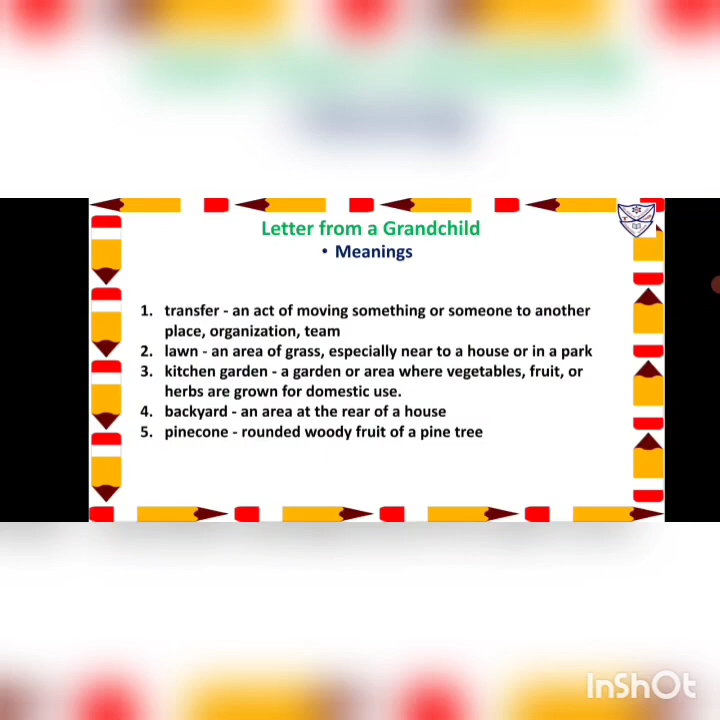 Letter from a Grandchild
• Meanings
1. transfer - an act of moving something or someone to another
place, organization, team
2. lawn - an area of grass, especially near to a house or in a park
3. kitchen garden - a garden or area where vegetables, fruit, or
herbs are grown for domestic use.
4. backyard - an area at the rear of a house
5. pinecone - rounded woody fruit of a pine tree
InShOt